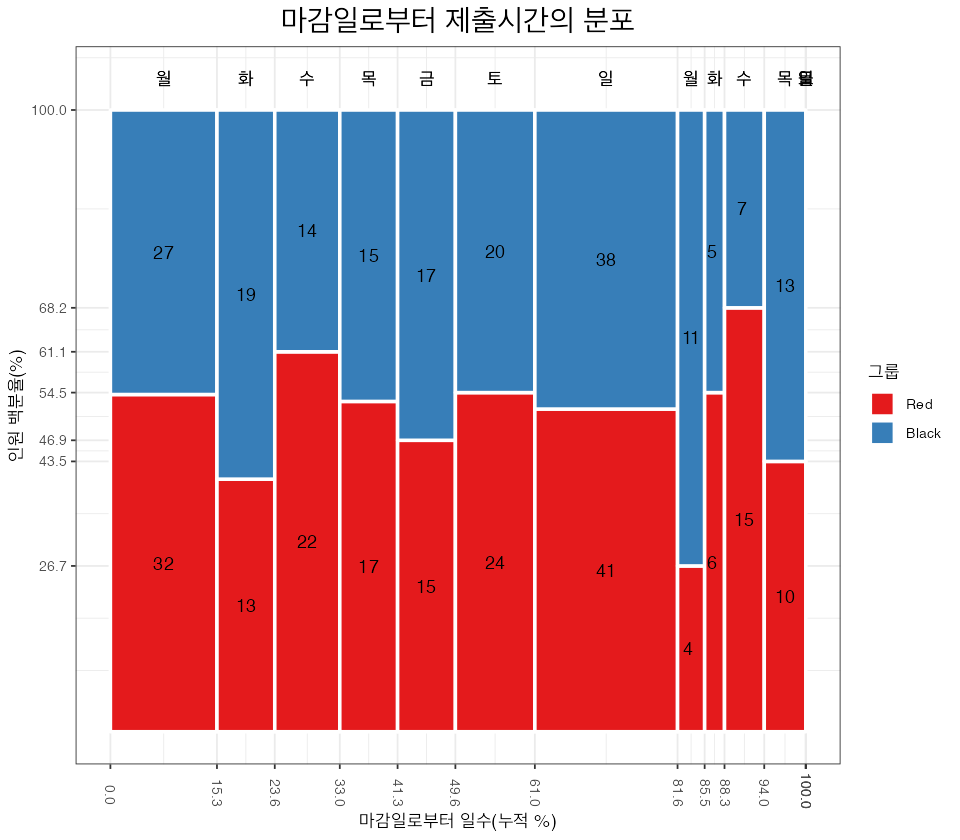 마감일로부터 제출시간의 분포
월 화 수 목 금 토 일 월 화 수 목
100.0
68.2
61.1
54.5
46.9
43.5
26.7
인원 백분율(%)
27 19 14 15 17 20 38 11 5 7 13
32 13 22 17 15 24 41 4 6 15 10
그룹
Red
Black
0.0 15.3 23.6 33.0 41.3 49.6 61.0 81.6 85.5 88.3 94.0 100.0
마감일로부터 일수(누적 %)